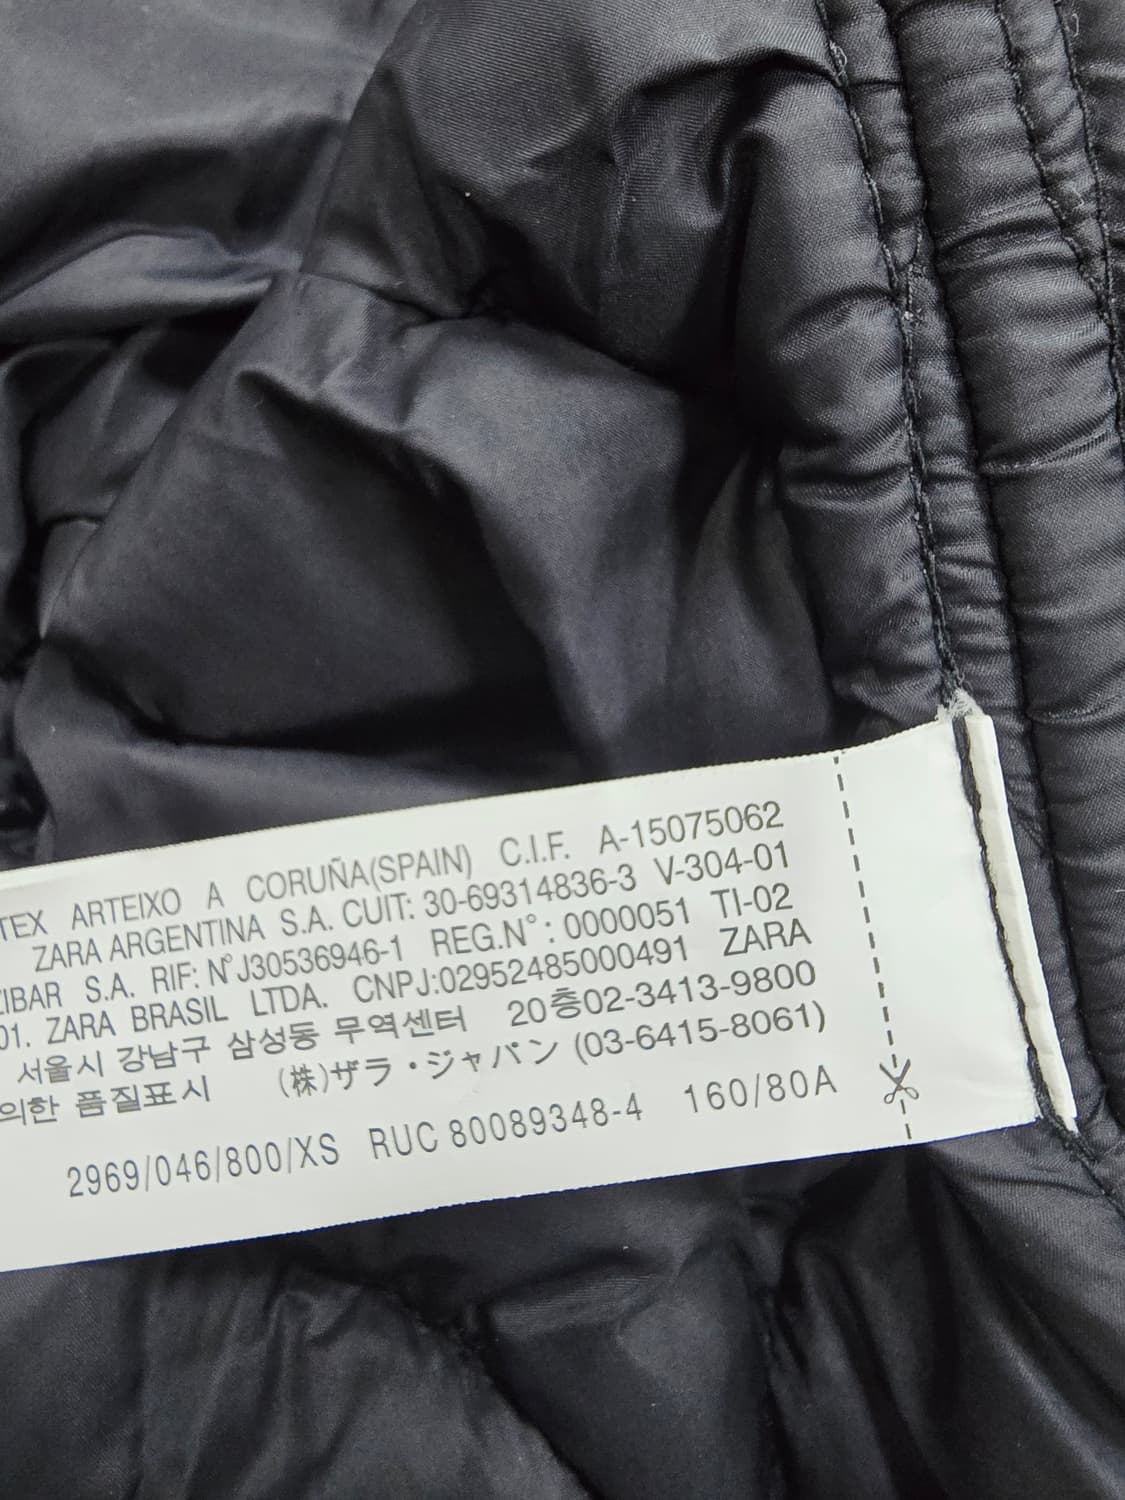 TEX ARTEIXO A CORUÑA(SPAIN) C.I.F. A-15075062
ZARA ARGENTINA S.A. CUIT: 30-69314836-3 V-304-01
ZIBAR S.A. RIF: N°J30536946-1 REG.N°: 0000051 TI-02
01. ZARA BRASIL LTDA. CNPJ:02952485000491 ZARA
서울시 강남구 삼성동 무역센터 20층02-3413-9800
의한 품질표시 (株)ザラ・ジャパン (03-6415-8061)
2969/046/800/XS RUC 80089348-4 160/80A